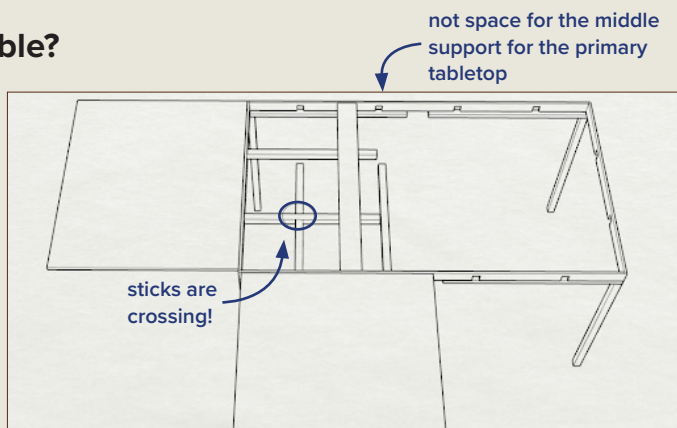 ble?
not space for the middle
support for the primary
tabletop
sticks are
crossing!